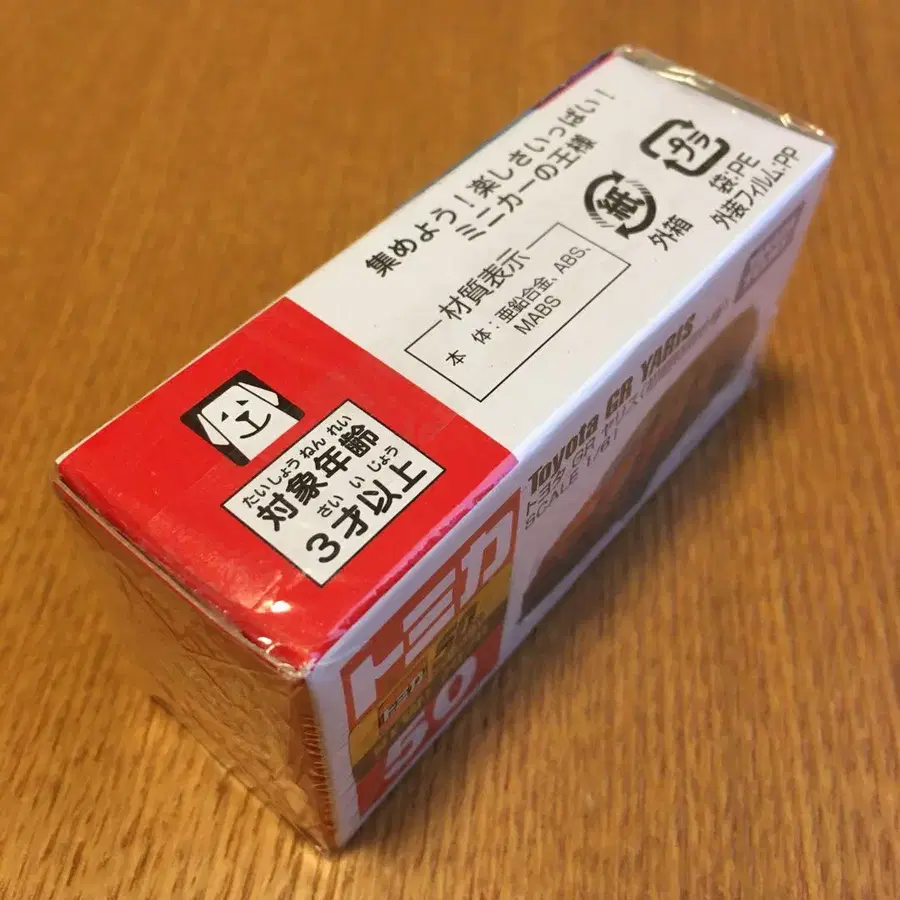 集めよう！楽しさいっぱい！
ミニカーの王様
材質表示
本 体：亜鉛合金、ABS、
MABS
紙
外箱
プラ
袋:PE
外装フィルム:PP
たいしょうねんれい
対象年齢
さいいじょう
3才以上
Toyota GR YARIS
トヨタ GR ヤリス
SCALE 1/61
トミカ
トミカ
50